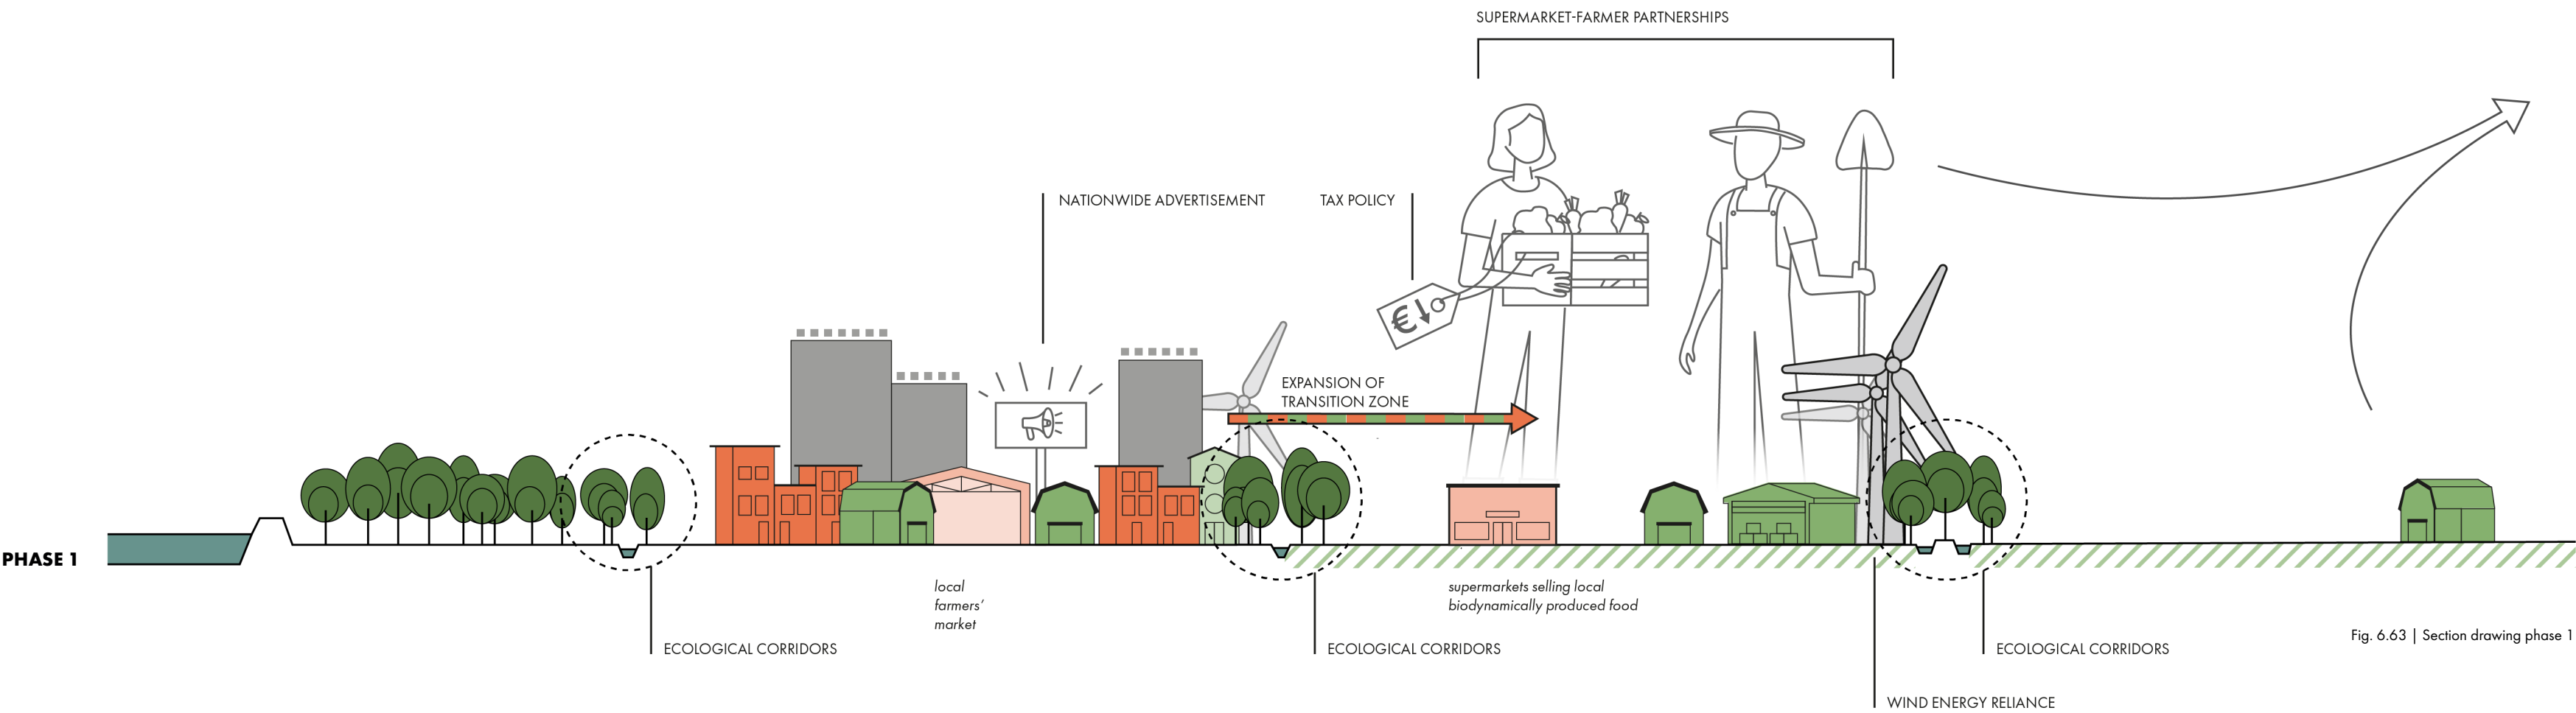 SUPERMARKET-FARMER PARTNERSHIPS
NATIONWIDE ADVERTISEMENT
TAX POLICY
€
EXPANSION OF
TRANSITION ZONE
PHASE 1
local
farmers’
market
supermarkets selling local
biodynamically produced food
ECOLOGICAL CORRIDORS
ECOLOGICAL CORRIDORS
ECOLOGICAL CORRIDORS
WIND ENERGY RELIANCE
Fig. 6.63 | Section drawing phase 1